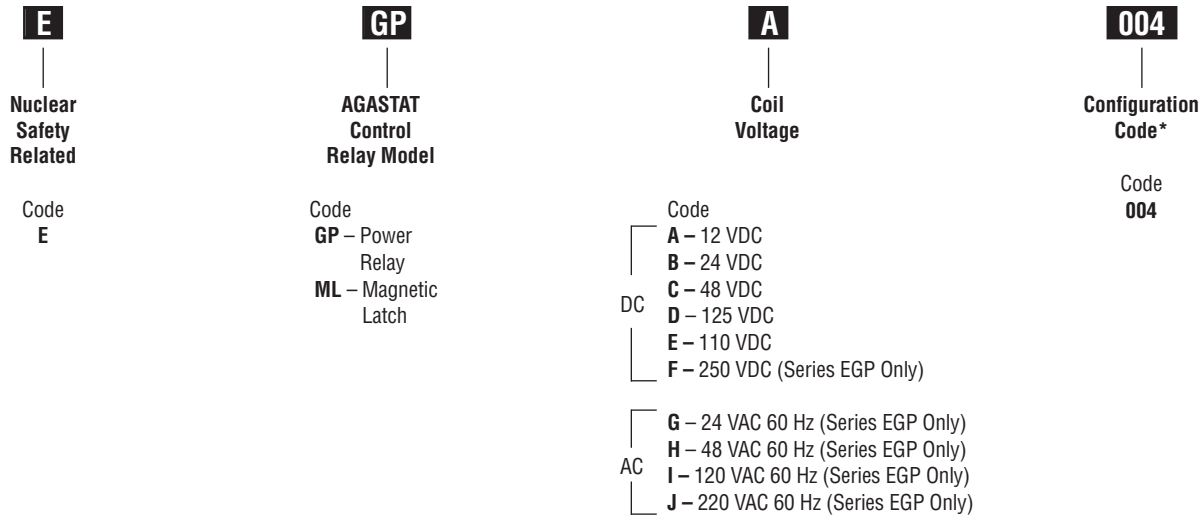 E
GP
A
004
Nuclear
Safety
Related
AGASTAT
Control
Relay Model
Coil
Voltage
Configuration
Code*
Code
E
Code
GP – Power
Relay
ML – Magnetic
Latch
Code
DC
A – 12 VDC
B – 24 VDC
C – 48 VDC
D – 125 VDC
E – 110 VDC
F – 250 VDC (Series EGP Only)
AC
G – 24 VAC 60 Hz (Series EGP Only)
H – 48 VAC 60 Hz (Series EGP Only)
I – 120 VAC 60 Hz (Series EGP Only)
J – 220 VAC 60 Hz (Series EGP Only)
Code
004